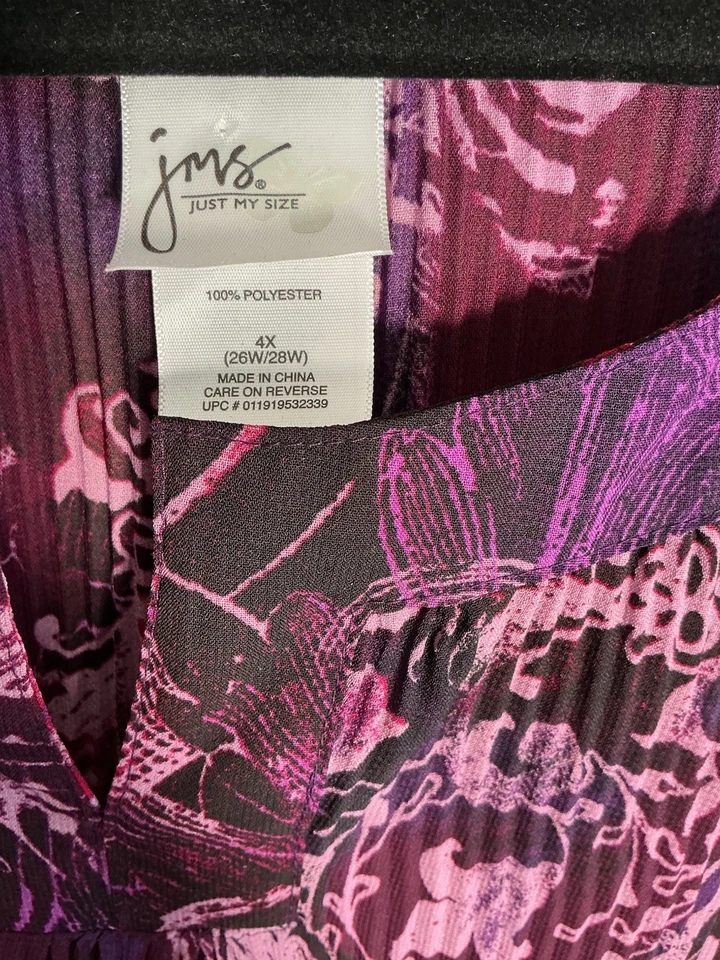 jms®
JUST MY SIZE
100% POLYESTER
4X
(26W/28W)
MADE IN CHINA
CARE ON REVERSE
UPC # 011919532339